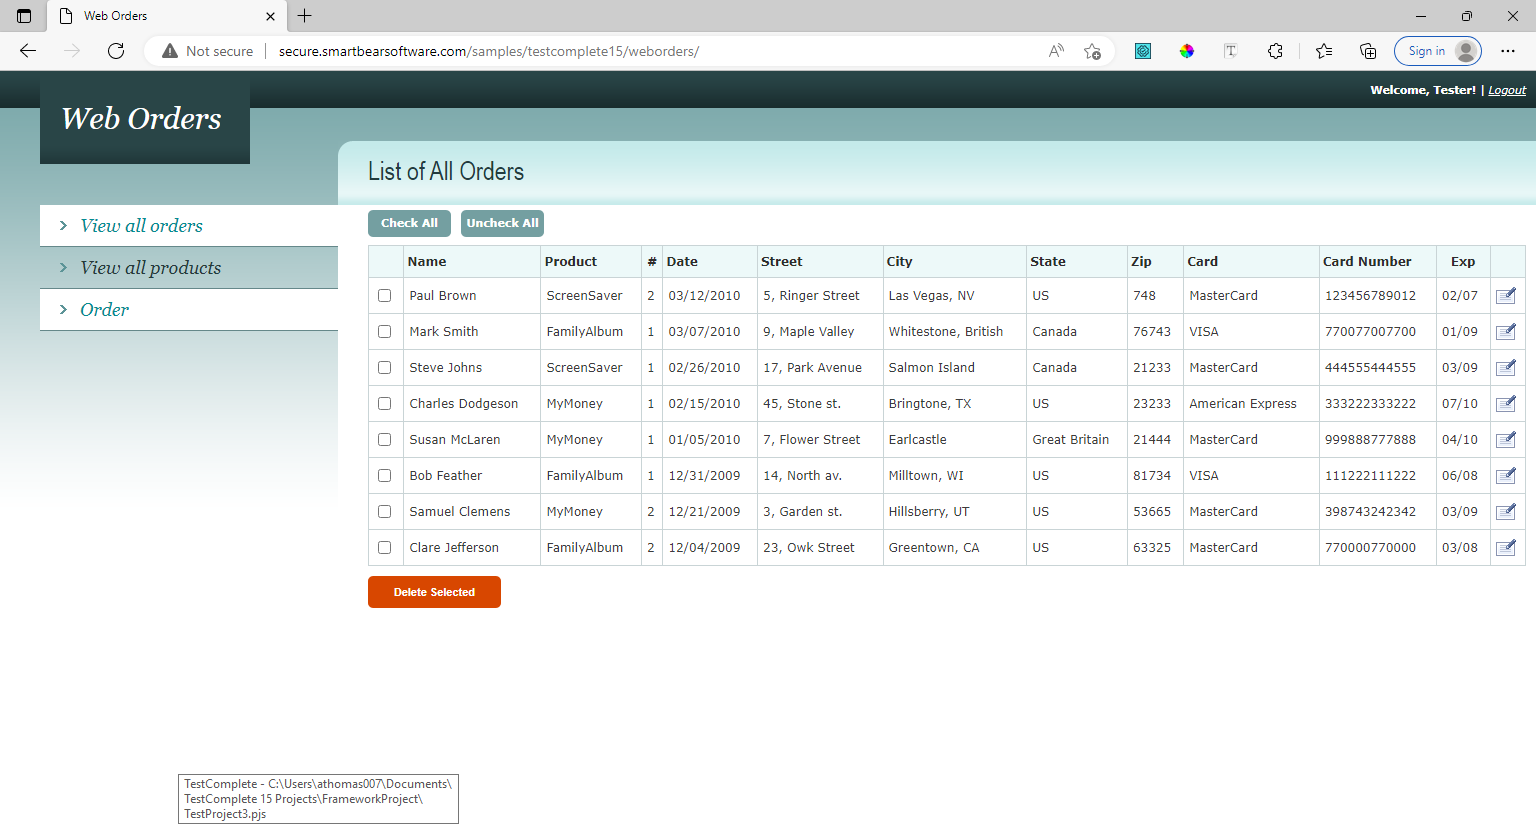 Web Orders
Not secure
secure.smartbearsoftware.com/samples/testcomplete15/weborders/
Sign in
Welcome, Tester! | Logout
Web Orders
List of All Orders
View all orders
View all products
Order
Check All Uncheck All
Name Product # Date Street City State Zip Card Card Number Exp
Paul Brown ScreenSaver 2 03/12/2010 5, Ringer Street Las Vegas, NV US 748 MasterCard 123456789012 02/07
Mark Smith FamilyAlbum 1 03/07/2010 9, Maple Valley Whitestone, British Canada 76743 VISA 770077007700 01/09
Steve Johns ScreenSaver 1 02/26/2010 17, Park Avenue Salmon Island Canada 21233 MasterCard 444555444555 03/09
Charles Dodgeson MyMoney 1 02/15/2010 45, Stone st. Bringtone, TX US 23233 American Express 333222333222 07/10
Susan McLaren MyMoney 1 01/05/2010 7, Flower Street Earlcastle Great Britain 21444 MasterCard 999888777888 04/10
Bob Feather FamilyAlbum 1 12/31/2009 14, North av. Milltown, WI US 81734 VISA 111222111222 06/08
Samuel Clemens MyMoney 2 12/21/2009 3, Garden st. Hillsberry, UT US 53665 MasterCard 398743242342 03/09
Clare Jefferson FamilyAlbum 2 12/04/2009 23, Owk Street Greentown, CA US 63325 MasterCard 770000770000 03/08
Delete Selected
TestComplete - C:\Users\athomas007\Documents\
TestComplete 15 Projects\FrameworkProject\
TestProject3.pjs